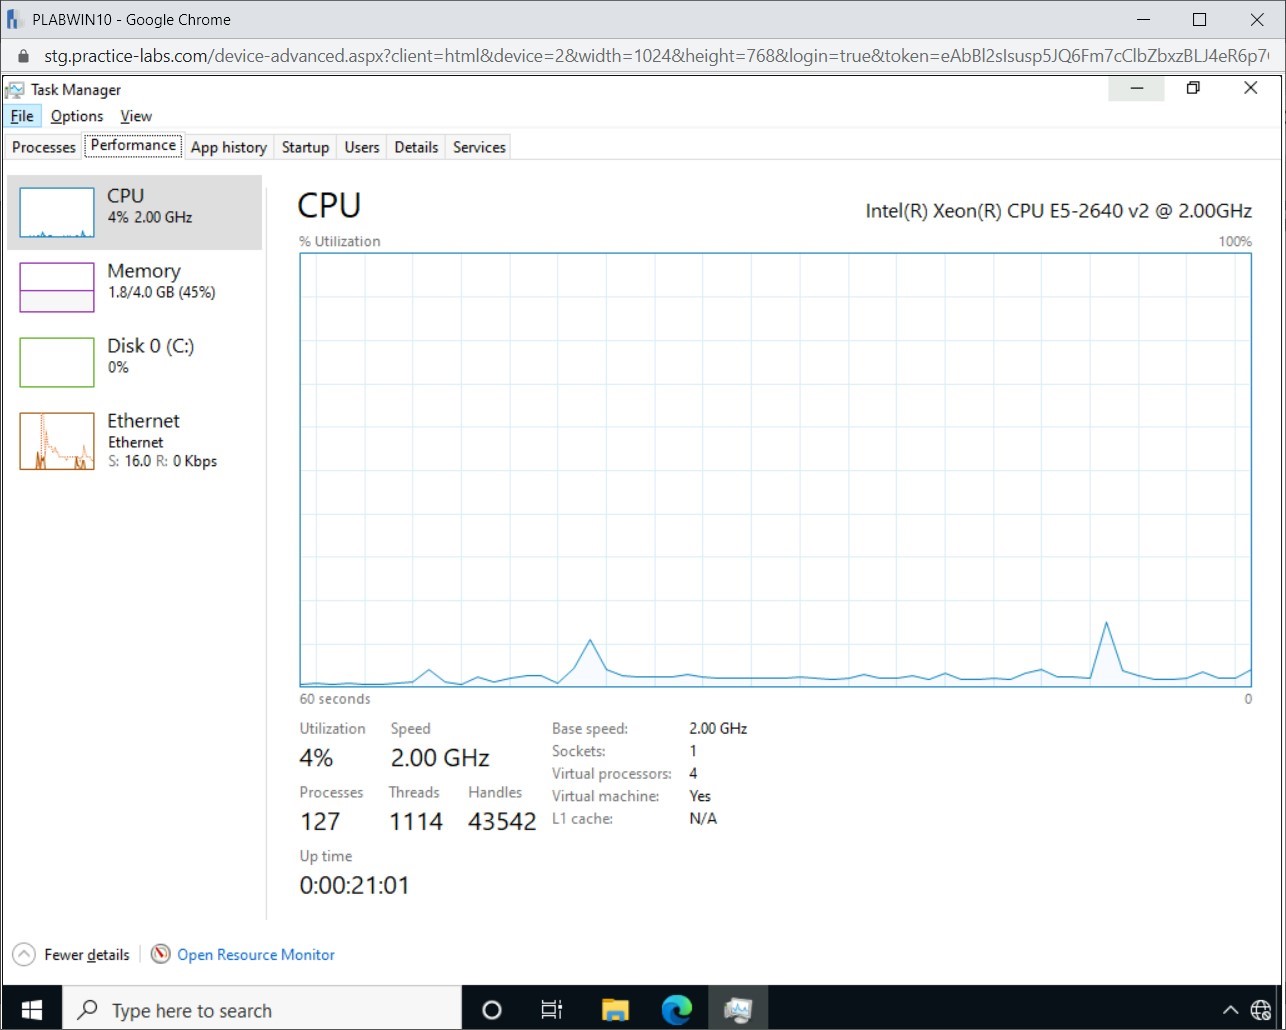 PLABWIN10 - Google Chrome
stg.practice-labs.com/device-advanced.aspx?client=html&device=2&width=1024&height=768&login=true&token=eAbBl2sIsusp5JQ6Fm7cClbZbxzBLJ4eR6p7
Task Manager
File Options View
Processes Performance App history Startup Users Details Services
CPU
4% 2.00 GHz
Memory
1.8/4.0 GB (45%)
Disk 0 (C:)
0%
Ethernet
Ethernet
S: 16.0 R: 0 Kbps
CPU
Intel(R) Xeon(R) CPU E5-2640 v2 @ 2.00GHz
% Utilization 100%
60 seconds 0
Utilization Speed
4% 2.00 GHz
Processes Threads Handles
127 1114 43542
Up time
0:00:21:01
Base speed: 2.00 GHz
Sockets: 1
Virtual processors: 4
Virtual machine: Yes
L1 cache: N/A
Fewer details Open Resource Monitor
Type here to search